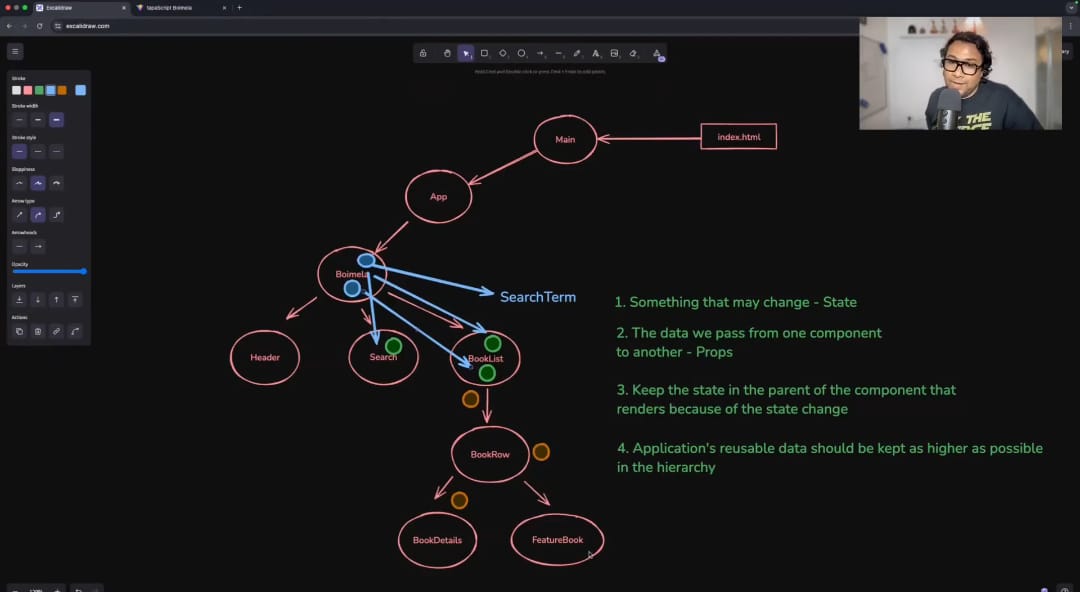 Excalidraw
tapaScript Boimela
excalidraw.com
Stroke
Stroke width
Stroke style
Sloppiness
Arrow type
Arrowheads
Opacity
Layers
Actions
index.html
Main
App
Boimela
SearchTerm
Header
Search
BookList
BookRow
BookDetails
FeatureBook
1. Something that may change - State
2. The data we pass from one component
to another - Props
3. Keep the state in the parent of the component that
renders because of the state change
4. Application's reusable data should be kept as higher as possible
in the hierarchy
THE